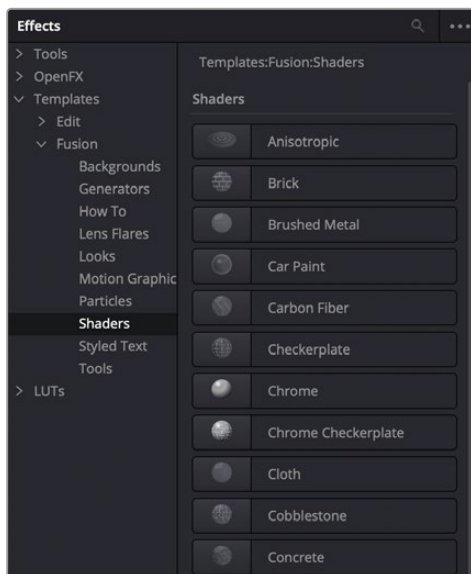 Effects
> Tools
> OpenFX
Templates
> Edit
Fusion
Backgrounds
Generators
How To
Lens Flares
Looks
Motion Graphic
Particles
Shaders
Styled Text
Tools
> LUTs
Templates:Fusion:Shaders
Shaders
Anisotropic
Brick
Brushed Metal
Car Paint
Carbon Fiber
Checkerplate
Chrome
Chrome Checkerplate
Cloth
Cobblestone
Concrete